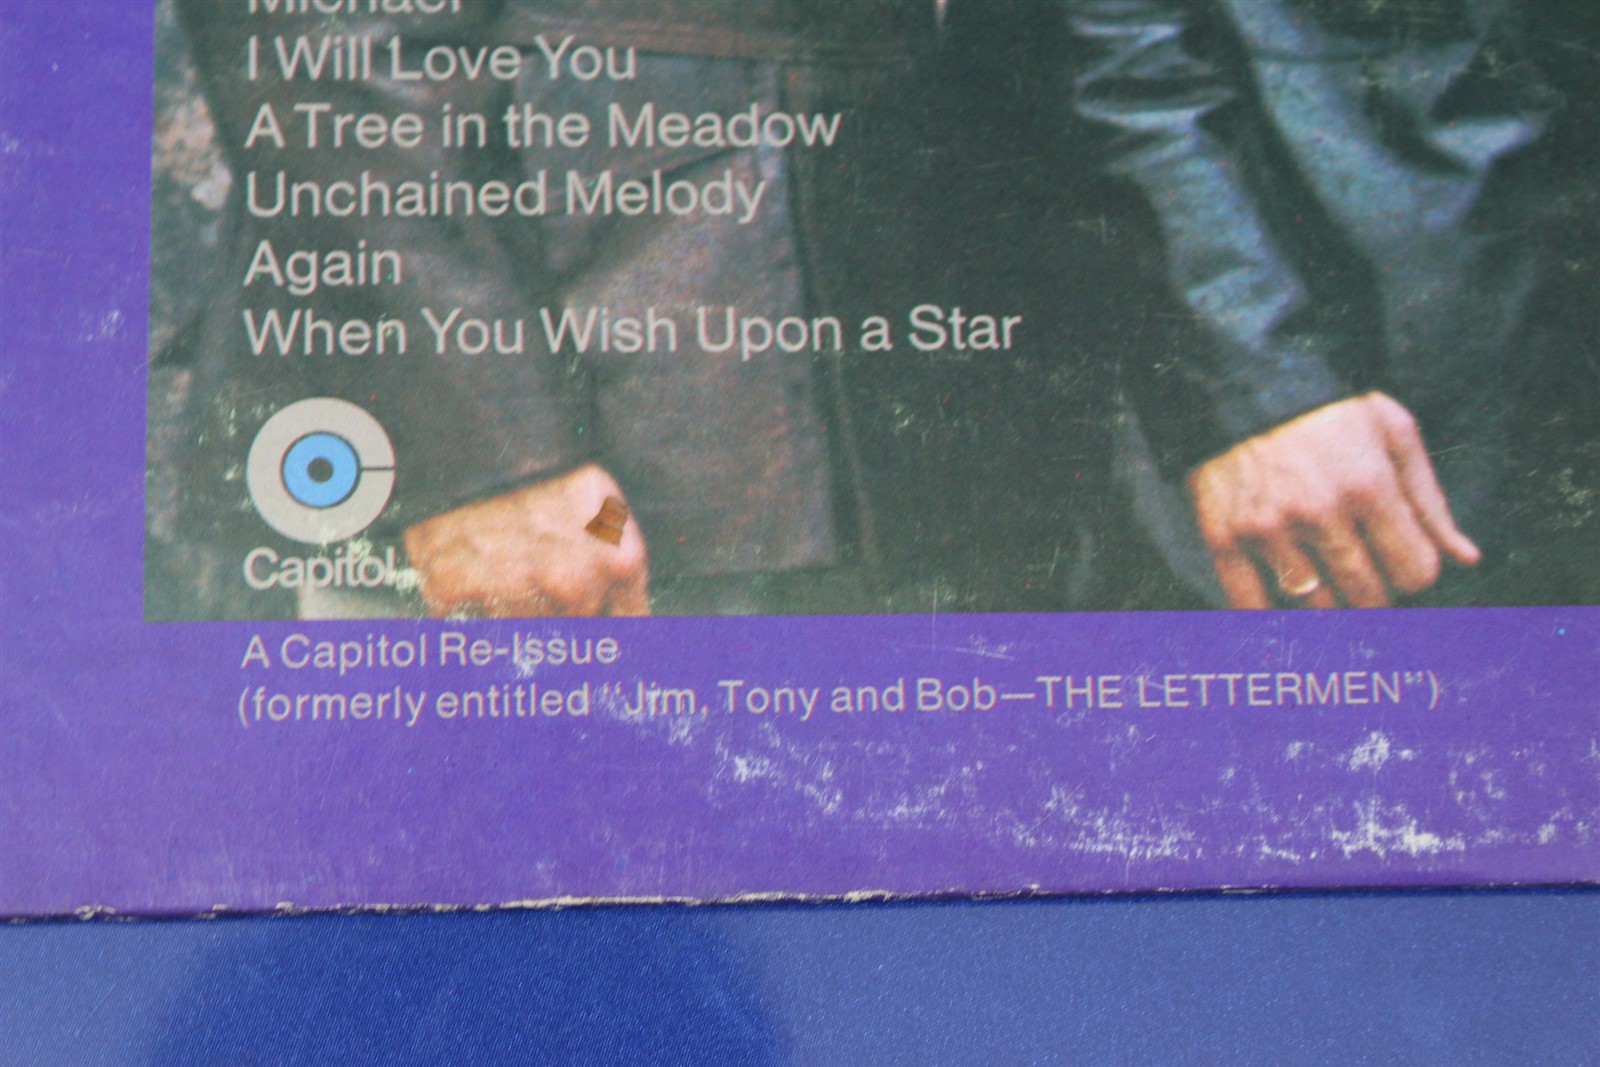 Michael
I Will Love You
A Tree in the Meadow
Unchained Melody
Again
When You Wish Upon a Star
Capitol
A Capitol Re-Issue
(formerly entitled "Jim, Tony and Bob—THE LETTERMEN")